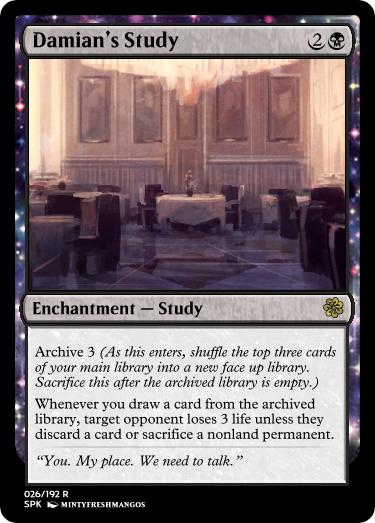 Damian's Study 2
Enchantment — Study
Archive 3 (As this enters, shuffle the top three cards
of your main library into a new face up library.
Sacrifice this after the archived library is empty.)
Whenever you draw a card from the archived
library, target opponent loses 3 life unless they
discard a card or sacrifice a nonland permanent.
“You. My place. We need to talk.”
026/192 R
SPK MINTYFRESHMANGOS